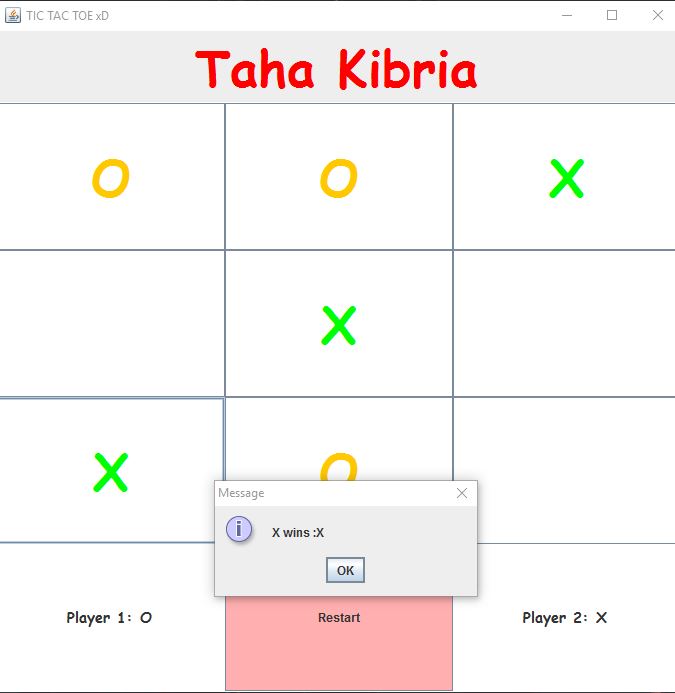 TIC TAC TOE xD
Taha Kibria
O O X
X
X O
Message
X wins :X
OK
Player 1: O Restart Player 2: X